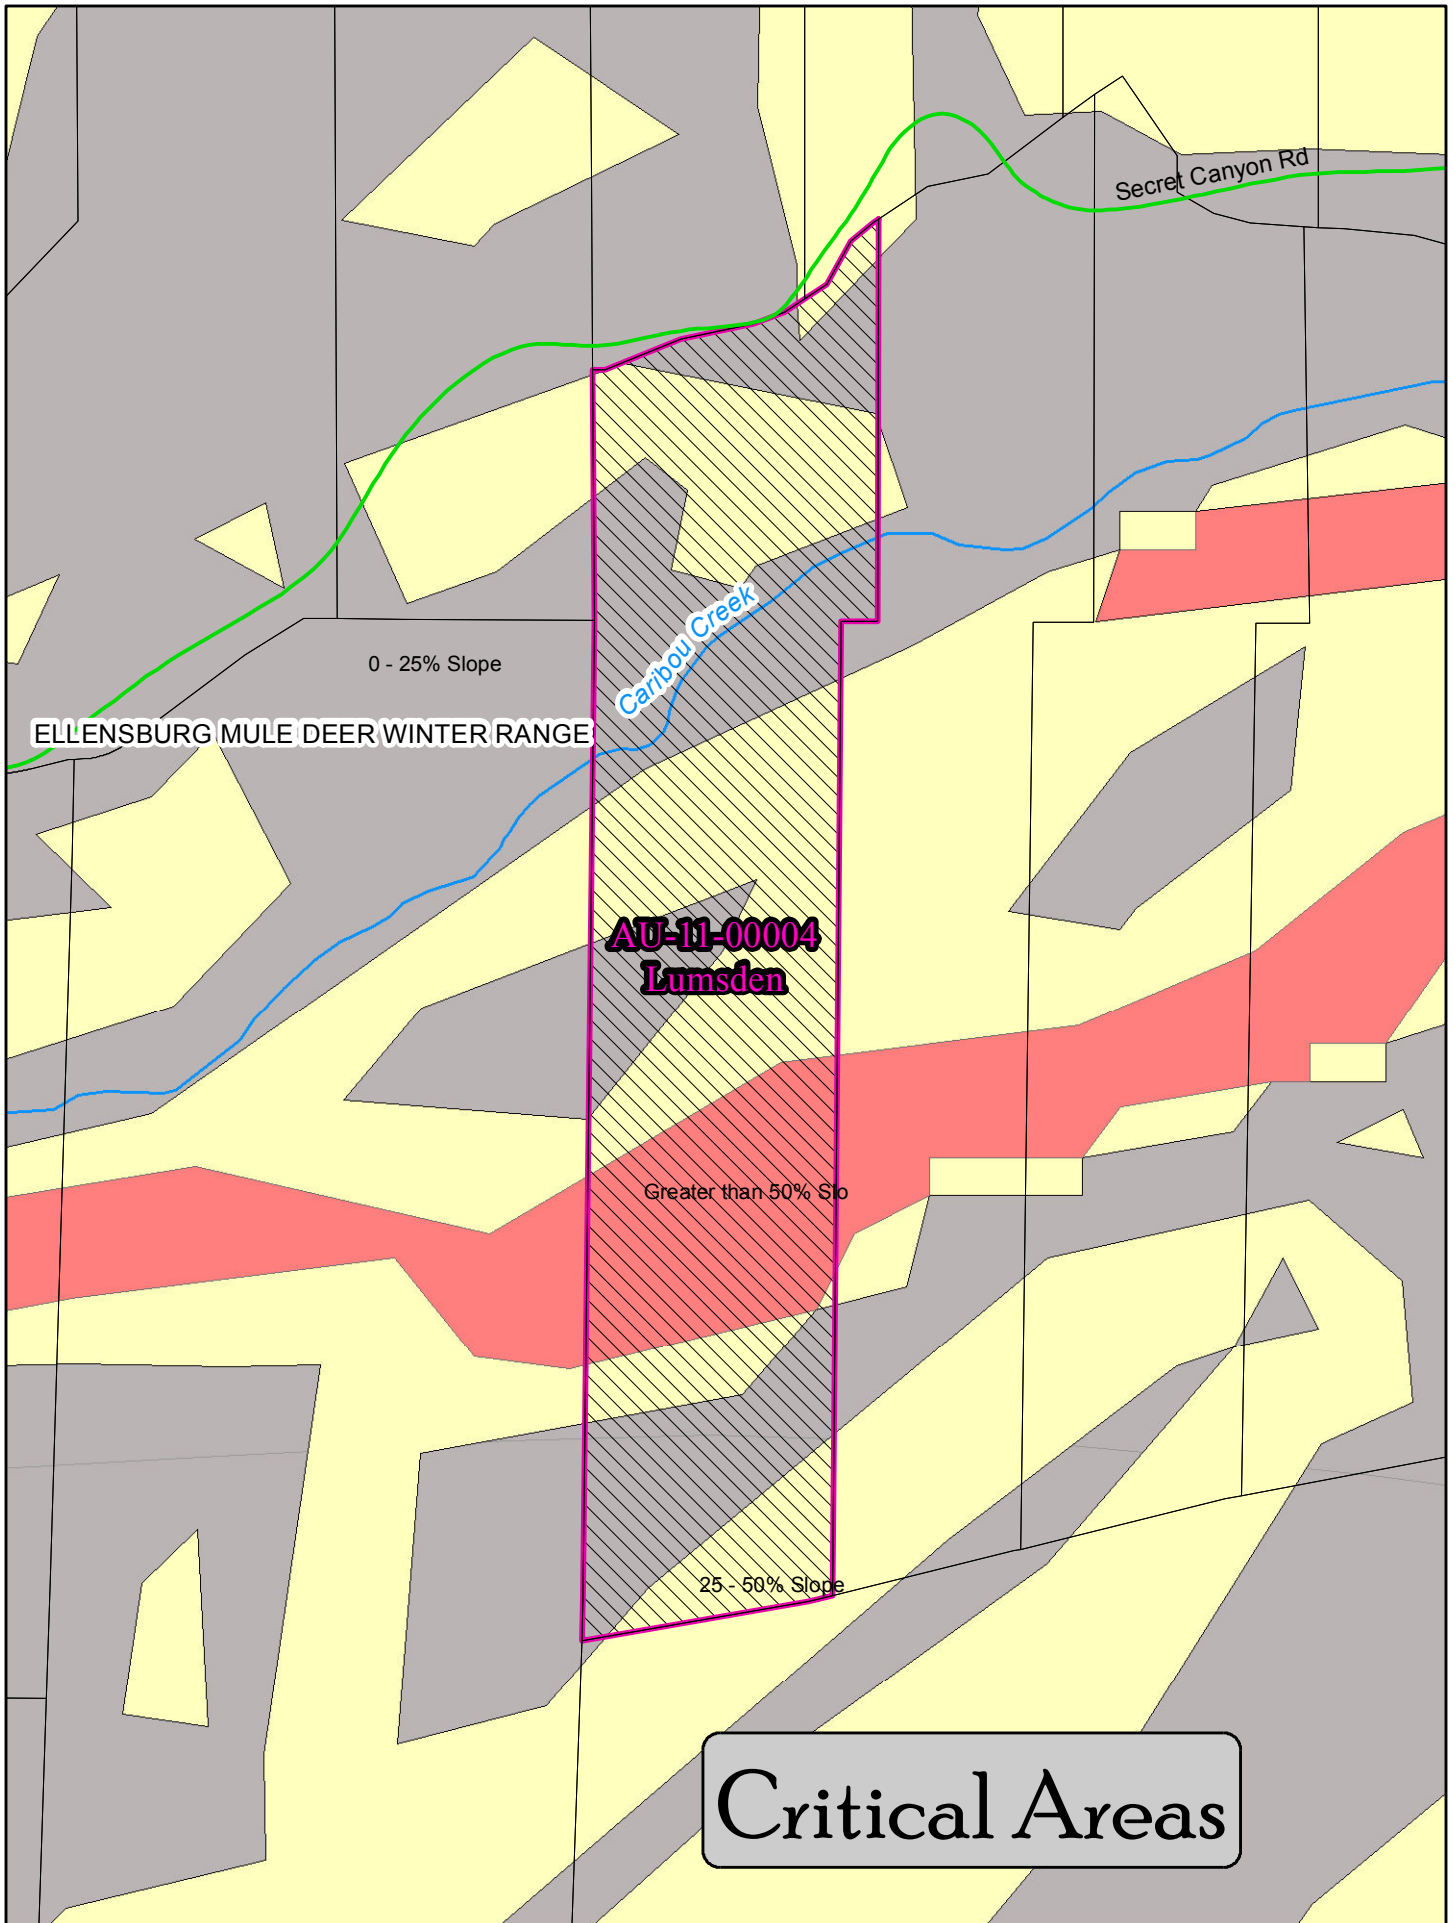 Secret Canyon Rd
Caribou Creek
0 - 25% Slope
ELLENSBURG MULE DEER WINTER RANGE
AU-11-00004
Lumsden
Greater than 50% Slo
25 - 50% Slope
Critical Areas